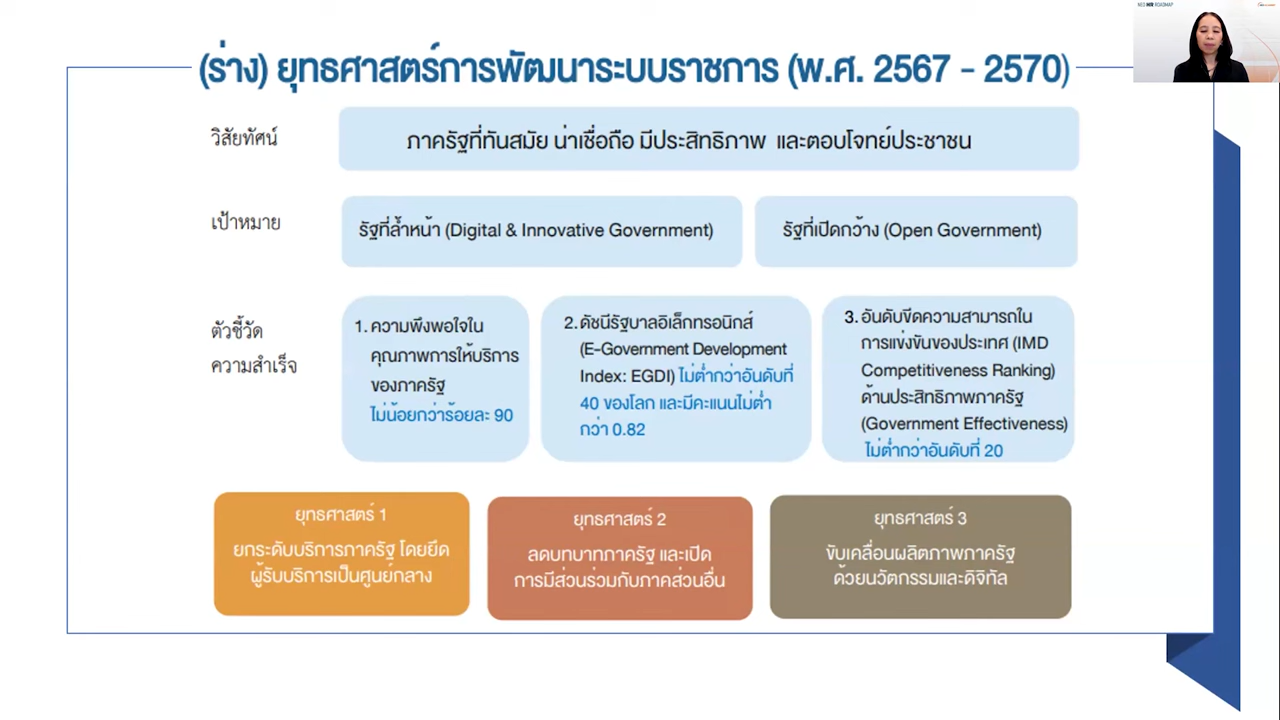 NEO HR ROADMAP
(ร่าง) ยุทธศาสตร์การพัฒนาระบบราชการ (พ.ศ. 2567 - 2570)
วิสัยทัศน์
ภาครัฐที่ทันสมัย น่าเชื่อถือ มีประสิทธิภาพ และตอบโจทย์ประชาชน
เป้าหมาย
รัฐที่ล้ำหน้า (Digital & Innovative Government)
รัฐที่เปิดกว้าง (Open Government)
ตัวชี้วัด
ความสำเร็จ
1. ความพึงพอใจใน
คุณภาพการให้บริการ
ของภาครัฐ
ไม่น้อยกว่าร้อยละ 90
2. ดัชนีรัฐบาลอิเล็กทรอนิกส์
(E-Government Development
Index: EGDI) ไม่ต่ำกว่าอันดับที่
40 ของโลก และมีคะแนนไม่ต่ำ
กว่า 0.82
3. อันดับขีดความสามารถใน
การแข่งขันของประเทศ (IMD
Competitiveness Ranking)
ด้านประสิทธิภาพภาครัฐ
(Government Effectiveness)
ไม่ต่ำกว่าอันดับที่ 20
ยุทธศาสตร์ 1
ยกระดับบริการภาครัฐ โดยยึด
ผู้รับบริการเป็นศูนย์กลาง
ยุทธศาสตร์ 2
ลดบทบาทภาครัฐ และเปิด
การมีส่วนร่วมกับภาคส่วนอื่น
ยุทธศาสตร์ 3
ขับเคลื่อนผลิตภาพภาครัฐ
ด้วยนวัตกรรมและดิจิทัล